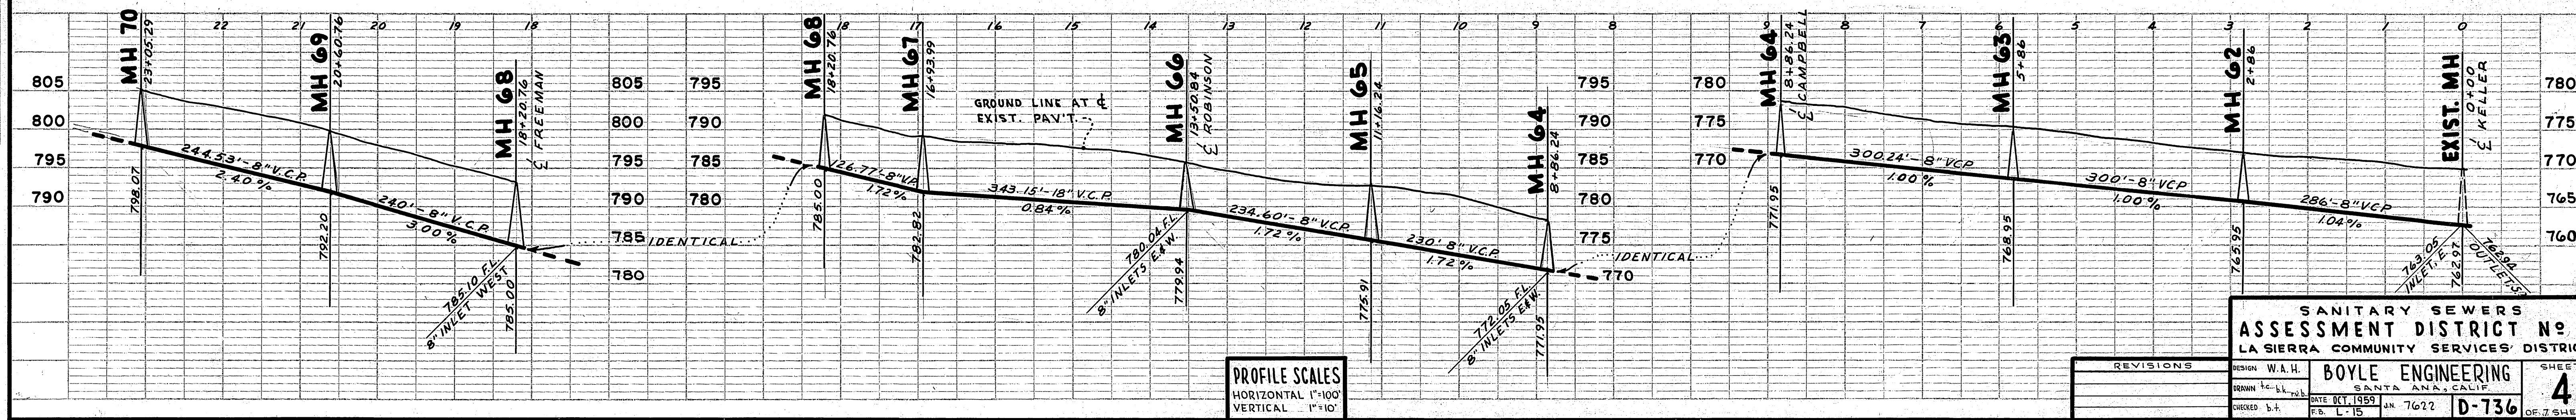 22 21 20 19 18
MH 70
23+05.29
MH 69
20+60.76
MH 68
18+20.76
℄ FREEMAN
805
800
795
790
244.53'-8" V.C.P.
2.40 %
240'-8" V.C.P.
3.00 %
798.07
792.20
785.10 F.L.
8" INLET WEST
785.00
805
800
795
790
785
780
IDENTICAL
795
790
785
780
18 17 16 15 14 13 12 11 10 9 8
MH 68
18+20.76
MH 67
16+93.99
GROUND LINE AT ℄
EXIST. PAV'T.
MH 66
13+50.84
℄ ROBINSON
MH 65
11+16.24
MH 64
8+86.24
126.77'-8" V.P.
1.72%
343.15'-18" V.C.P.
0.84 %
234.60'-8" V.C.P.
1.72 %
230' 8" V.C.P.
1.72 %
785.00
782.82
780.04 F.L.
8" INLETS E.&W.
779.94
775.91
772.05 F.L.
8" INLETS E&W.
771.95
795
790
785
780
775
770
IDENTICAL
780
775
770
9 8 7 6 5 4 3 2 1 0
MH 64
8+86.24
℄ CAMPBELL
MH 63
5+86
MH 62
2+86
EXIST. MH
0+00
℄ KELLER
300.24'-8" VCP
1.00 %
300'-8" VCP
1.00 %
286'-8" VCP
1.04%
771.95
768.95
765.95
763.05
INLET, E.
762.97
762.94
780
775
770
765
760
PROFILE SCALES
HORIZONTAL 1"=100'
VERTICAL 1"=10'
REVISIONS
SANITARY SEWERS
ASSESSMENT DISTRICT Nº
LA SIERRA COMMUNITY SERVICES' DISTRIC
DESIGN W.A.H.
DRAWN
CHECKED b.t.
BOYLE ENGINEERING
SANTA ANA, CALIF.
DATE OCT, 1959
F.B. L-15
J.N. 7622
D-736
SHEET
4
OF 7 SH